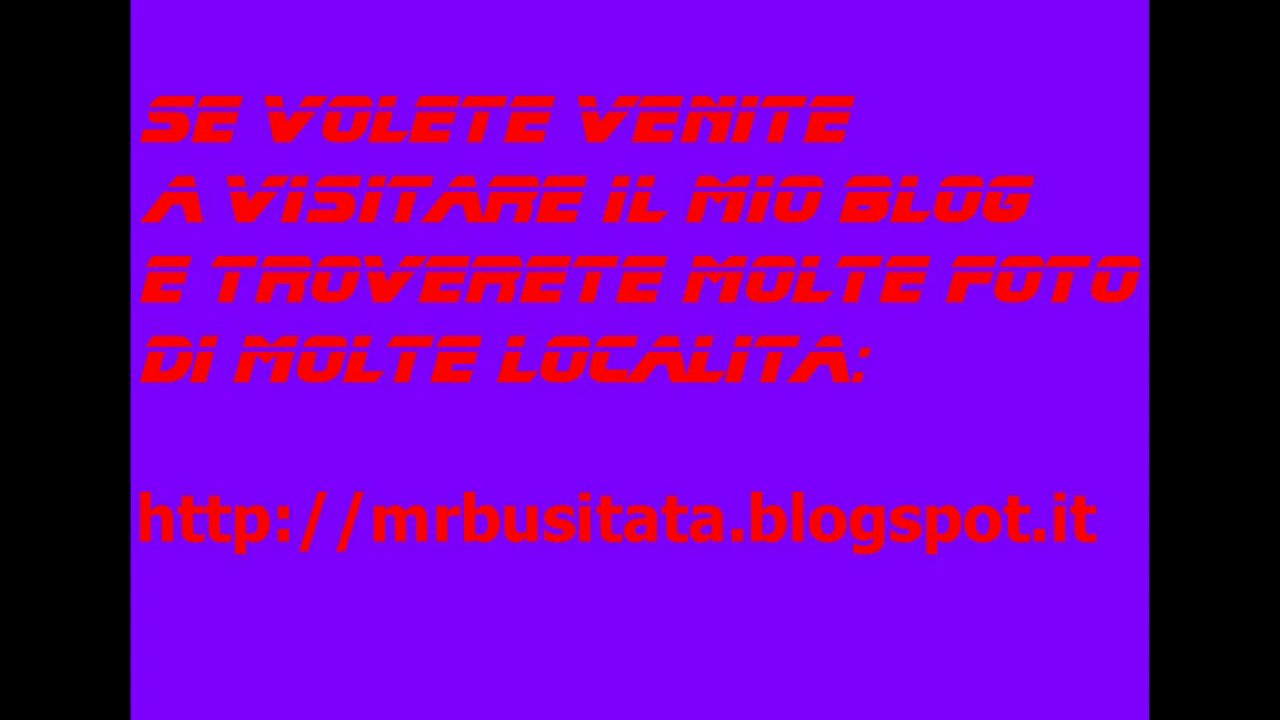 SE VOLETE VENITE
A VISITARE IL MIO BLOG
E TROVERETE MOLTE FOTO
DI MOLTE LOCALITA:
http://mrbusitata.blogspot.it